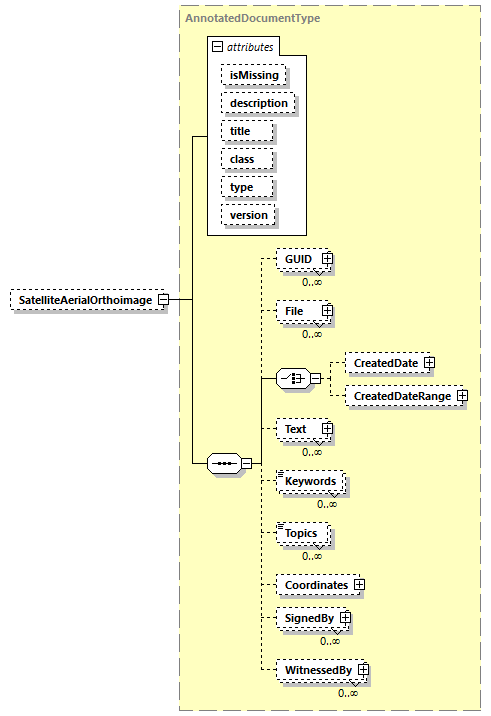 AnnotatedDocumentType
attributes
isMissing
description
title
class
type
version
SatelliteAerialOrthoimage
GUID
0..∞
File
0..∞
CreatedDate
CreatedDateRange
Text
0..∞
Keywords
0..∞
Topics
0..∞
Coordinates
SignedBy
0..∞
WitnessedBy
0..∞